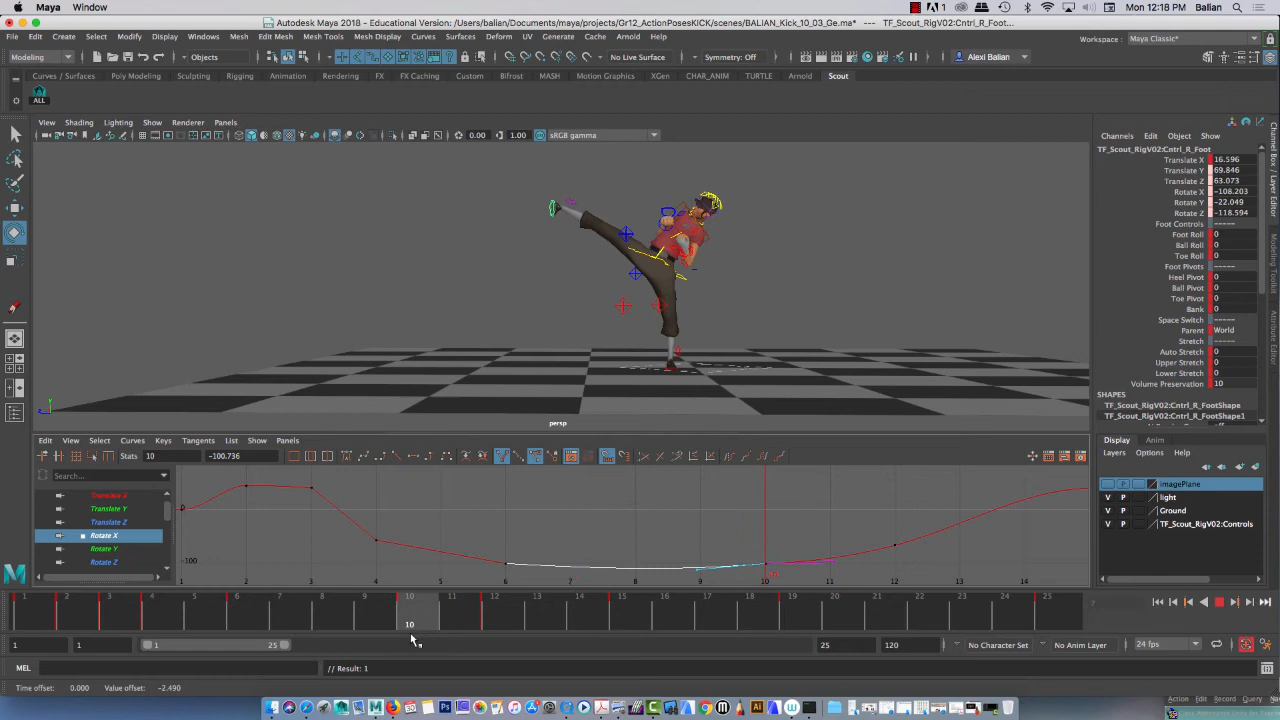 Maya Window Mon 12:18 PM Balian
Autodesk Maya 2018 - Educational Version: /Users/balian/Documents/maya/projects/Gr12_ActionPosesKICK/scenes/BALIAN_Kick_10_03_Ge.ma* --- TF_Scout_RigV02:Cntrl_R_Foot...
File Edit Create Select Modify Display Windows Mesh Edit Mesh Mesh Tools Mesh Display Curves Surfaces Deform UV Generate Cache Arnold Help Workspace : Maya Classic*
Modeling Objects No Live Surface Symmetry: Off Alexi Balian
Curves / Surfaces Poly Modeling Sculpting Rigging Animation Rendering FX FX Caching Custom Bifrost MASH Motion Graphics XGen CHAR_ANIM TURTLE Arnold Scout
ALL
View Shading Lighting Show Renderer Panels
0.00 1.00 sRGB gamma
persp
Channels Edit Object Show
TF_Scout_RigV02:Cntrl_R_Foot
Translate X 16.596
Translate Y 69.846
Translate Z 63.073
Rotate X -108.203
Rotate Y -22.049
Rotate Z -118.594
Foot Controls -----
Foot Roll 0
Ball Roll 0
Toe Roll 0
Foot Pivots -----
Heel Pivot 0
Ball Pivot 0
Toe Pivot 0
Bank 0
Space Switch -----
Parent World
Stretch -----
Auto Stretch 0
Upper Stretch 0
Lower Stretch 0
Volume Preservation 10
SHAPES
TF_Scout_RigV02:Cntrl_R_FootShape
TF_Scout_RigV02:Cntrl_R_FootShape1
Channel Box / Layer Editor
Modeling Toolkit
Attribute Editor
Display Anim
Layers Options Help
imagePlane
V P light
V P Ground
V P TF_Scout_RigV02:Controls
Edit View Select Curves Keys Tangents List Show Panels
Stats 10 -100.736
Search...
Translate X
Translate Y
Translate Z
Rotate X
Rotate Y
Rotate Z
0
-100
1 2 3 4 5 6 7 8 9 10 11 12 13 14
1 2 3 4 5 6 7 8 9 10 11 12 13 14 15 16 17 18 19 20 21 22 23 24 25
10
1 1 1 25 25 120 No Character Set No Anim Layer 24 fps
MEL // Result: 1
Time offset: 0.000 Value offset: -2.490
Action Edit Record